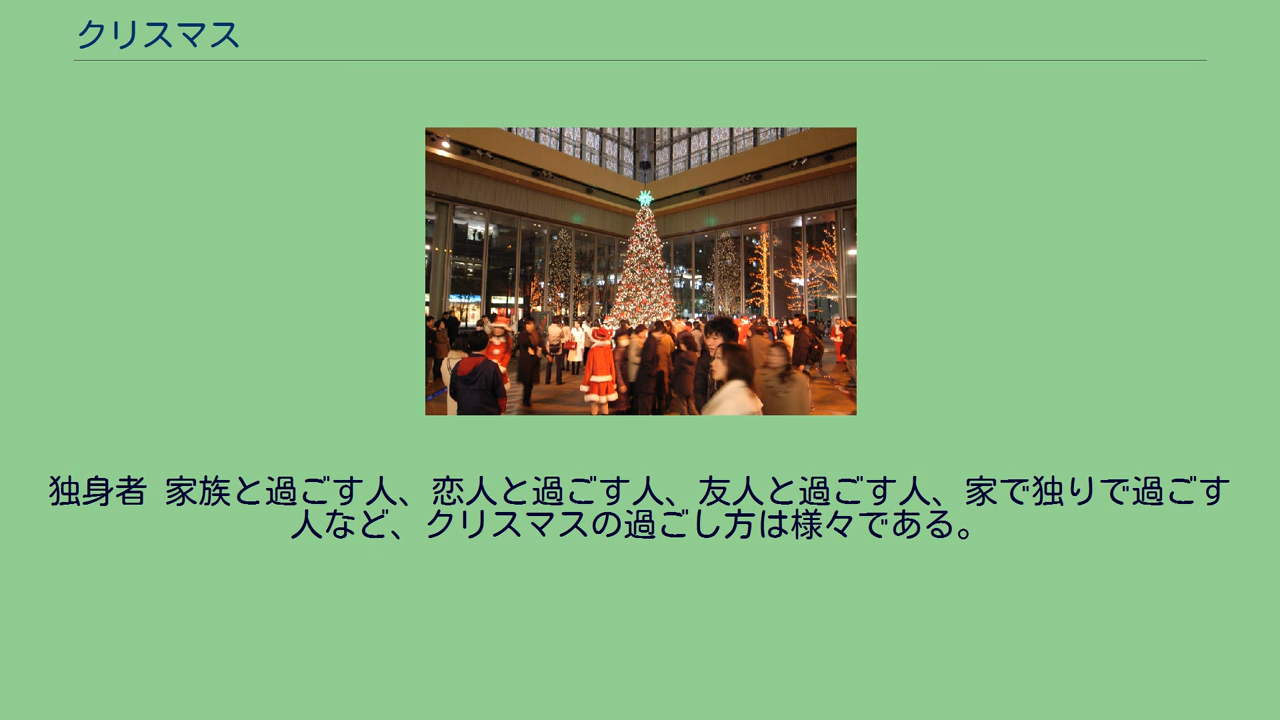 クリスマス
独身者 家族と過ごす人、恋人と過ごす人、友人と過ごす人、家で独りで過ごす
人など、クリスマスの過ごし方は様々である。